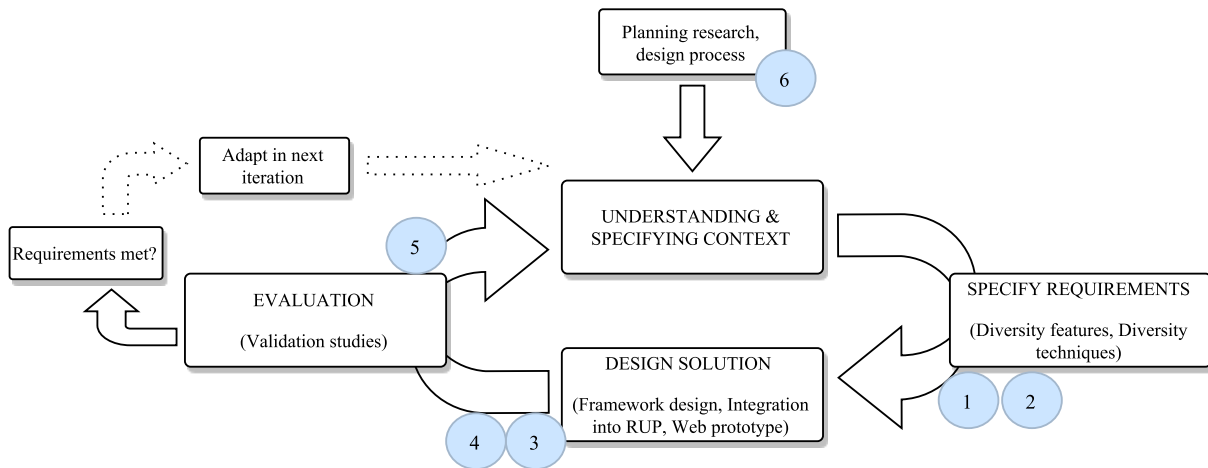 Planning research,
design process
6
Adapt in next
iteration
UNDERSTANDING &
SPECIFYING CONTEXT
Requirements met?
5
EVALUATION
(Validation studies)
SPECIFY REQUIREMENTS
(Diversity features, Diversity
techniques)
DESIGN SOLUTION
(Framework design, Integration
into RUP, Web prototype)
1
2
4
3